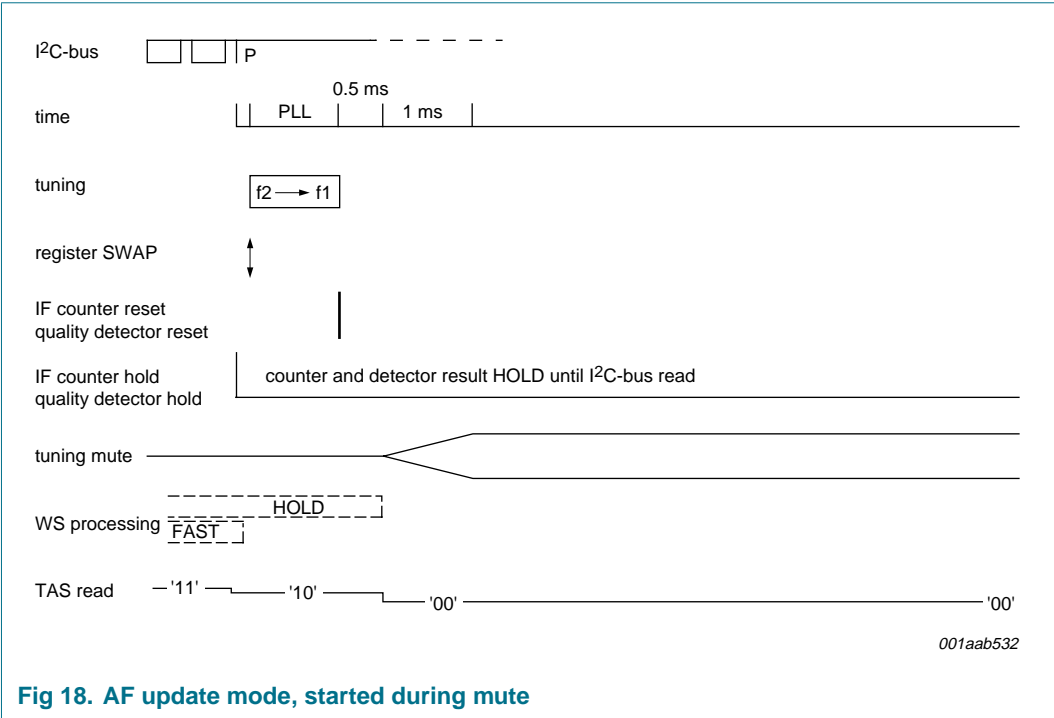 I2C-bus
P
0.5 ms
time
PLL
1 ms
tuning
f2 → f1
register SWAP
IF counter reset
quality detector reset
IF counter hold
quality detector hold
counter and detector result HOLD until I2C-bus read
tuning mute
HOLD
WS processing
FAST
TAS read
'11'
'10'
'00'
'00'
001aab532
Fig 18. AF update mode, started during mute